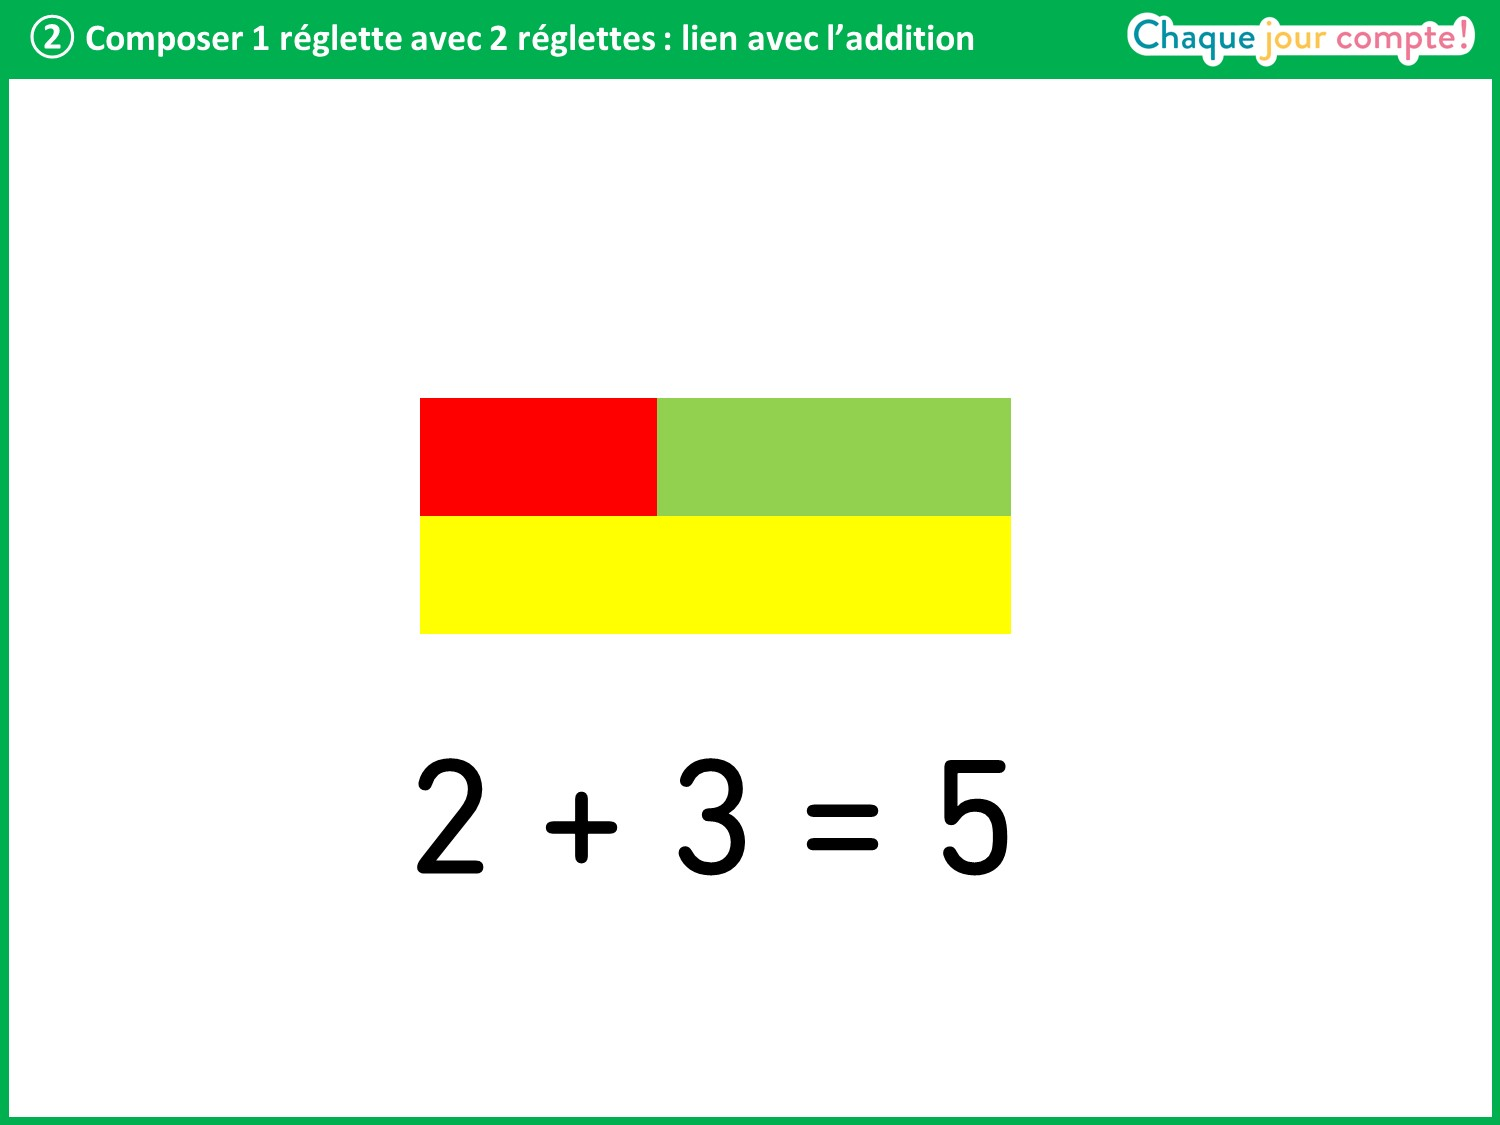 ② Composer 1 réglette avec 2 réglettes : lien avec l’addition
Chaque jour compte!
2 + 3 = 5